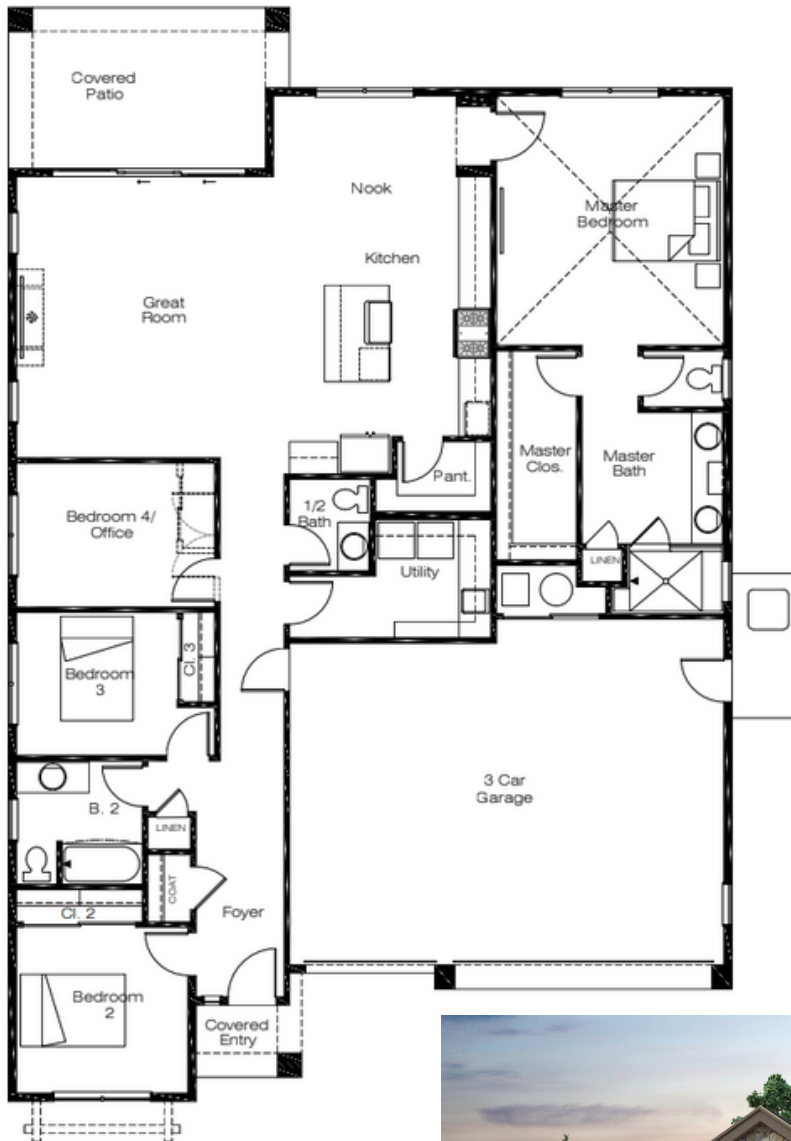 Covered
Patio
Nook
Master
Bedroom
Kitchen
Great
Room
Master
Clos.
Master
Bath
Pant.
1/2
Bath
Bedroom 4/
Office
Utility
LINEN
Bedroom
3
Cl. 3
3 Car
Garage
B. 2
LINEN
COAT
Foyer
Cl. 2
Bedroom
2
Covered
Entry